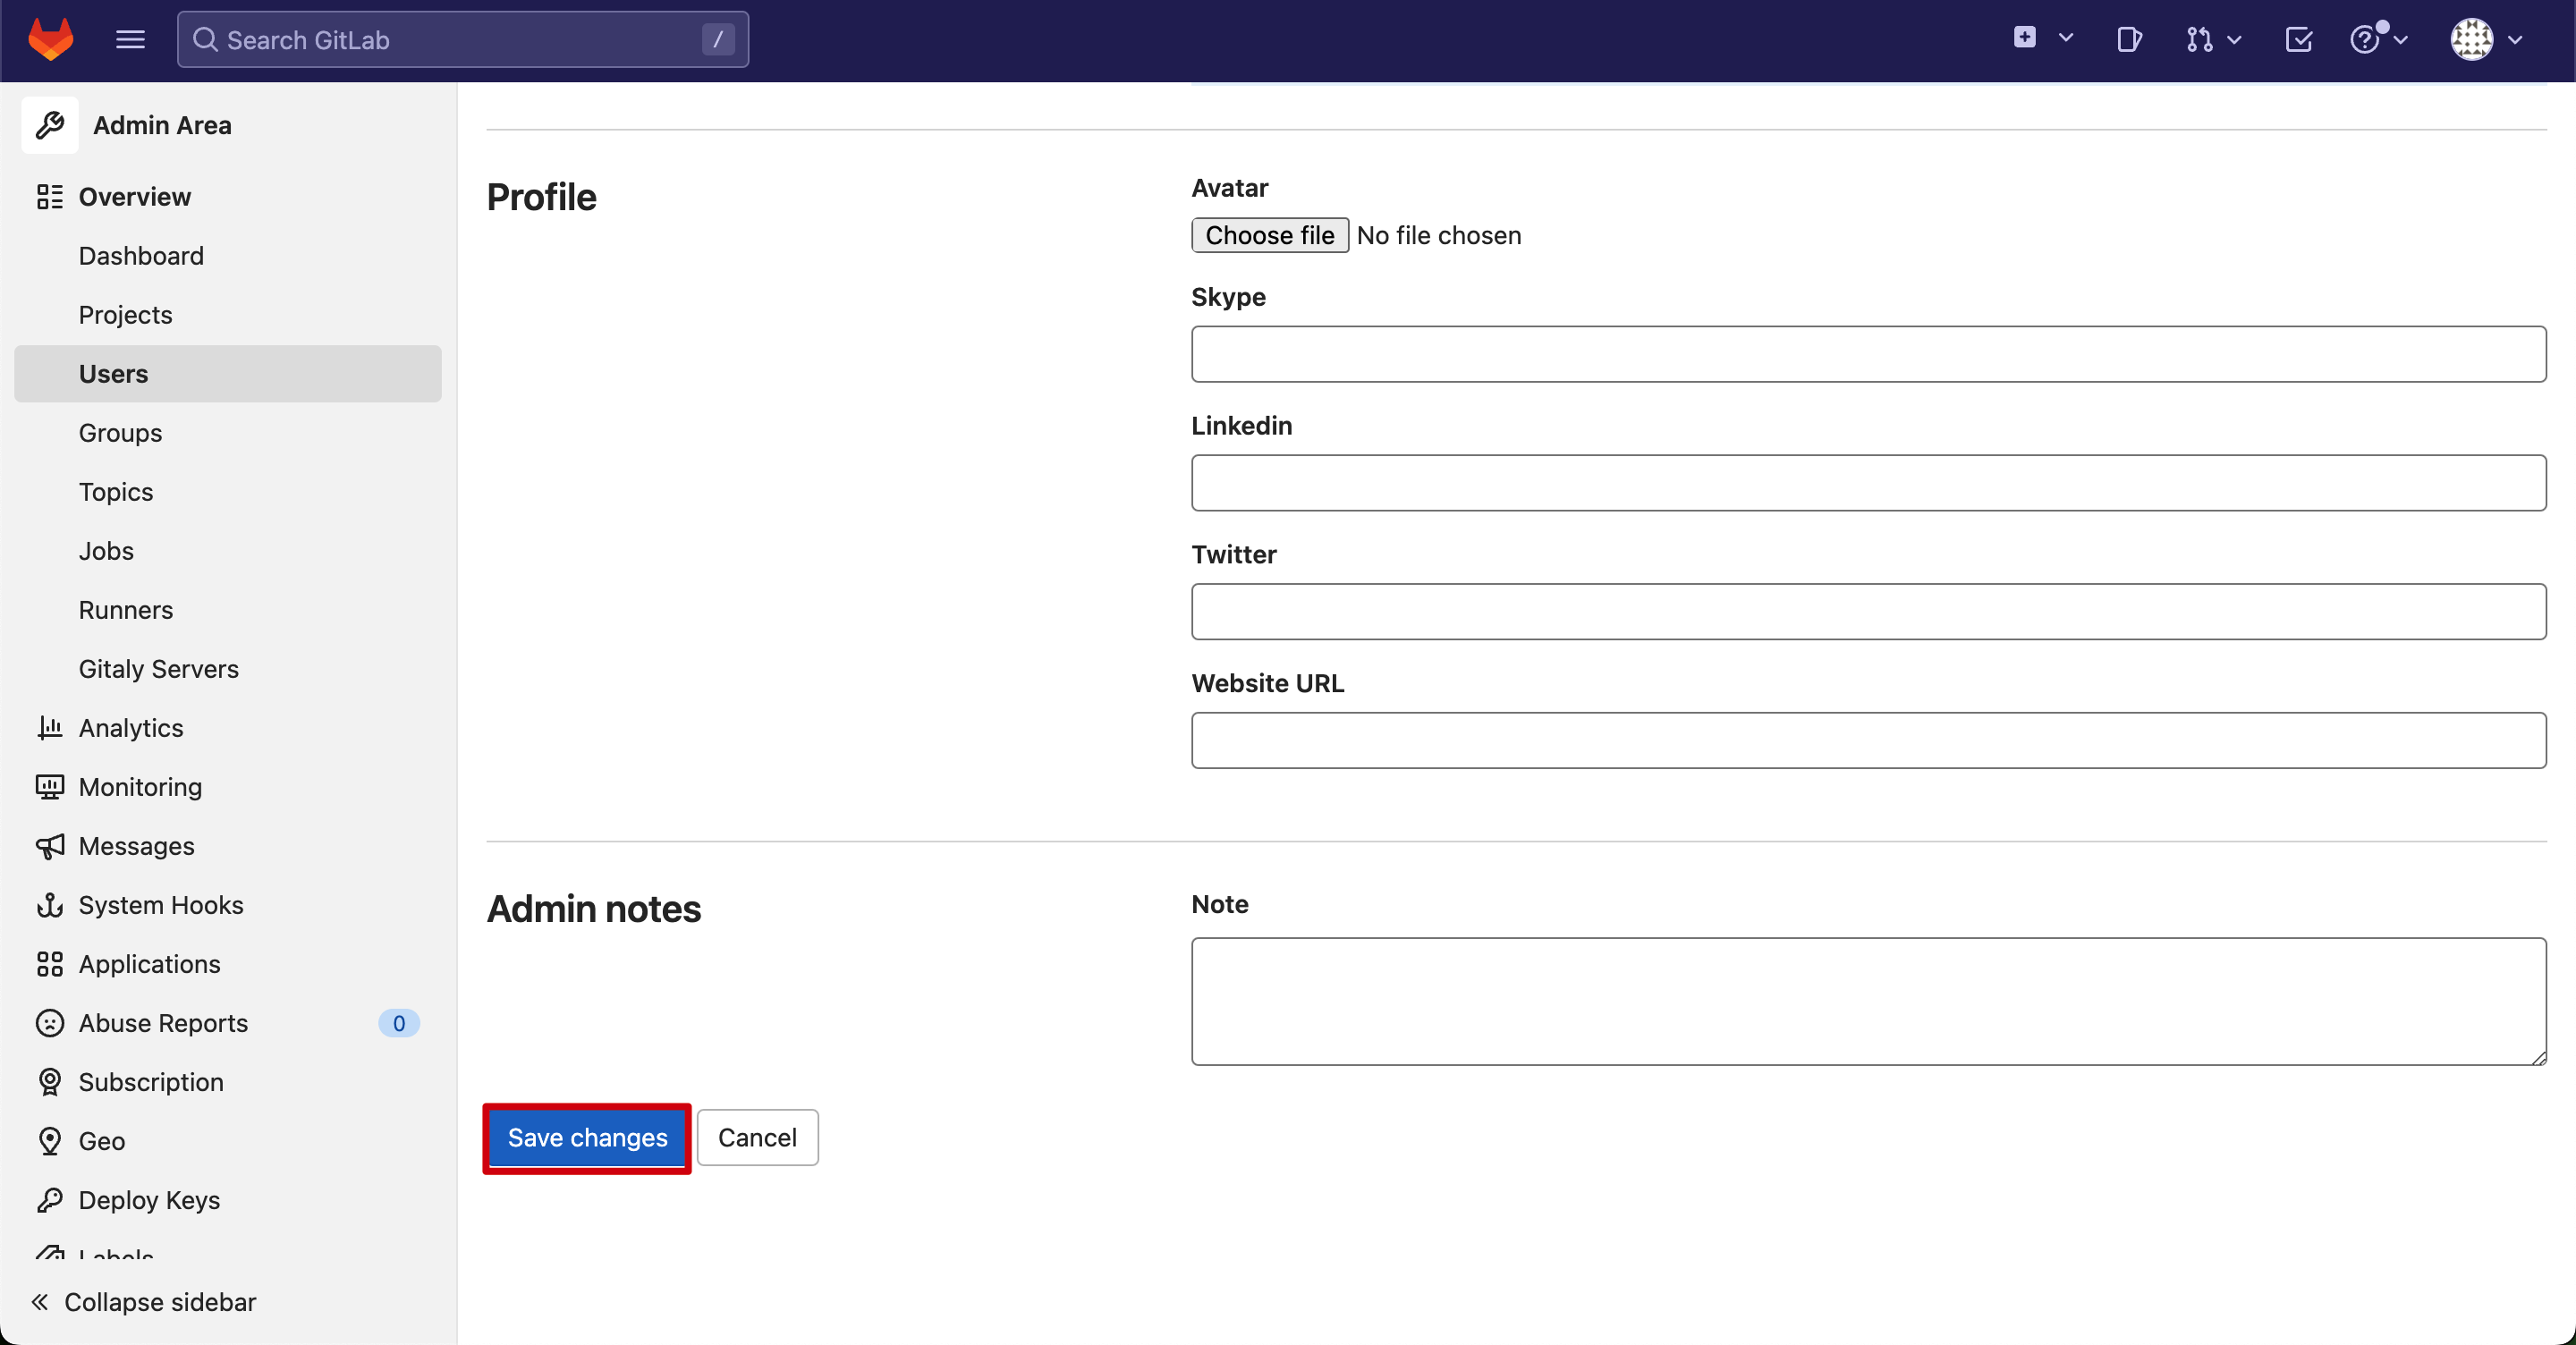 Search GitLab
/
Admin Area
Overview
Dashboard
Projects
Users
Groups
Topics
Jobs
Runners
Gitaly Servers
Analytics
Monitoring
Messages
System Hooks
Applications
Abuse Reports
0
Subscription
Geo
Deploy Keys
Labels
Collapse sidebar
Profile
Avatar
Choose file No file chosen
Skype
Linkedin
Twitter
Website URL
Admin notes
Note
Save changes
Cancel